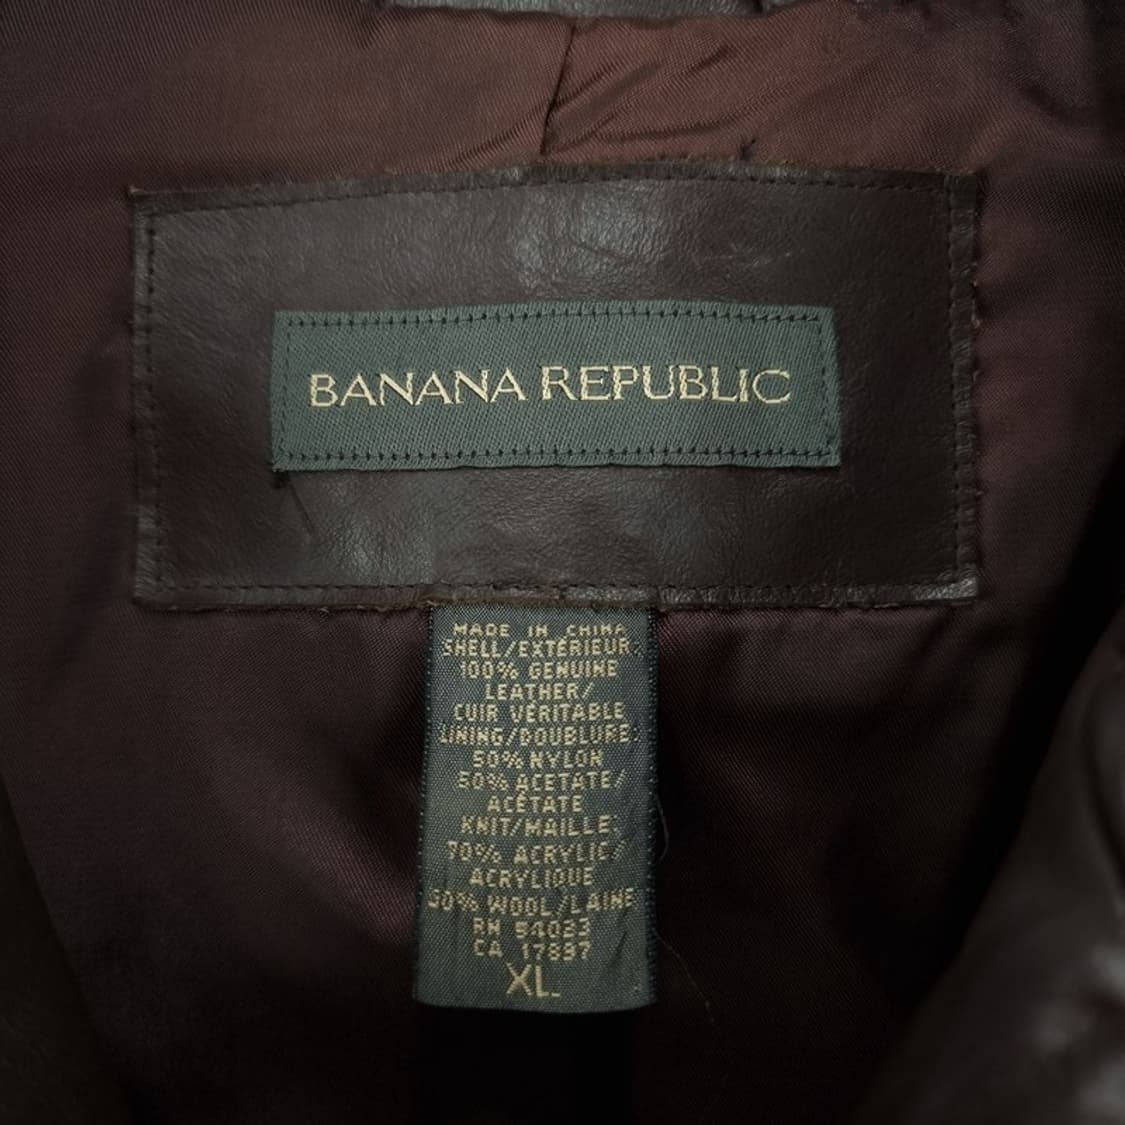 BANANA REPUBLIC
MADE IN CHINA
SHELL/EXTÉRIEUR:
100% GENUINE
LEATHER/
CUIR VÉRITABLE
LINING/DOUBLURE:
50% NYLON
50% ACETATE/
ACÉTATE
KNIT/MAILLE:
70% ACRYLIC/
ACRYLIQUE
30% WOOL/LAINE
RN 54023
CA 17897
XL